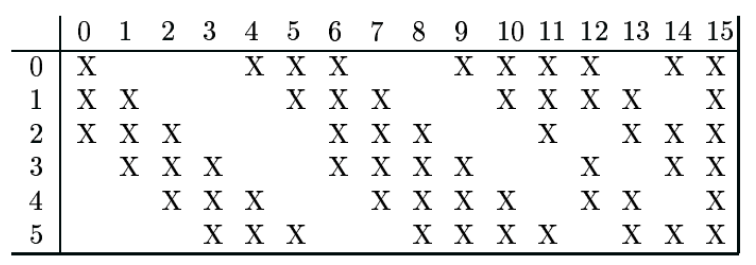 0 1 2 3 4 5 6 7 8 9 10 11 12 13 14 15
0 X X X X X X X X X X
1 X X X X X X X X X X
2 X X X X X X X X X X
3 X X X X X X X X X X
4 X X X X X X X X X X
5 X X X X X X X X X X